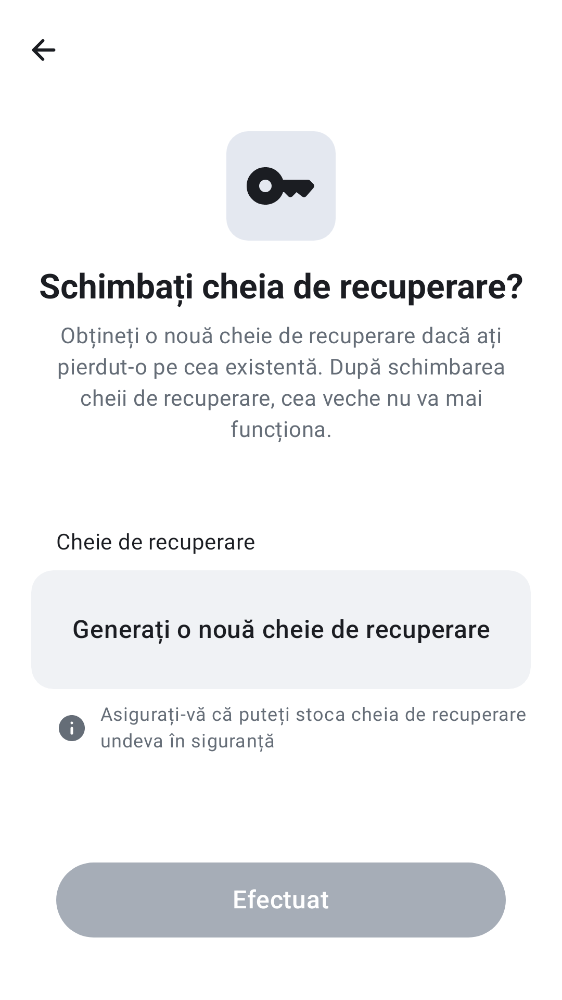 Schimbați cheia de recuperare?
Obțineți o nouă cheie de recuperare dacă ați
pierdut-o pe cea existentă. După schimbarea
cheii de recuperare, cea veche nu va mai
funcționa.
Cheie de recuperare
Generați o nouă cheie de recuperare
Asigurați-vă că puteți stoca cheia de recuperare
undeva în siguranță
Efectuat